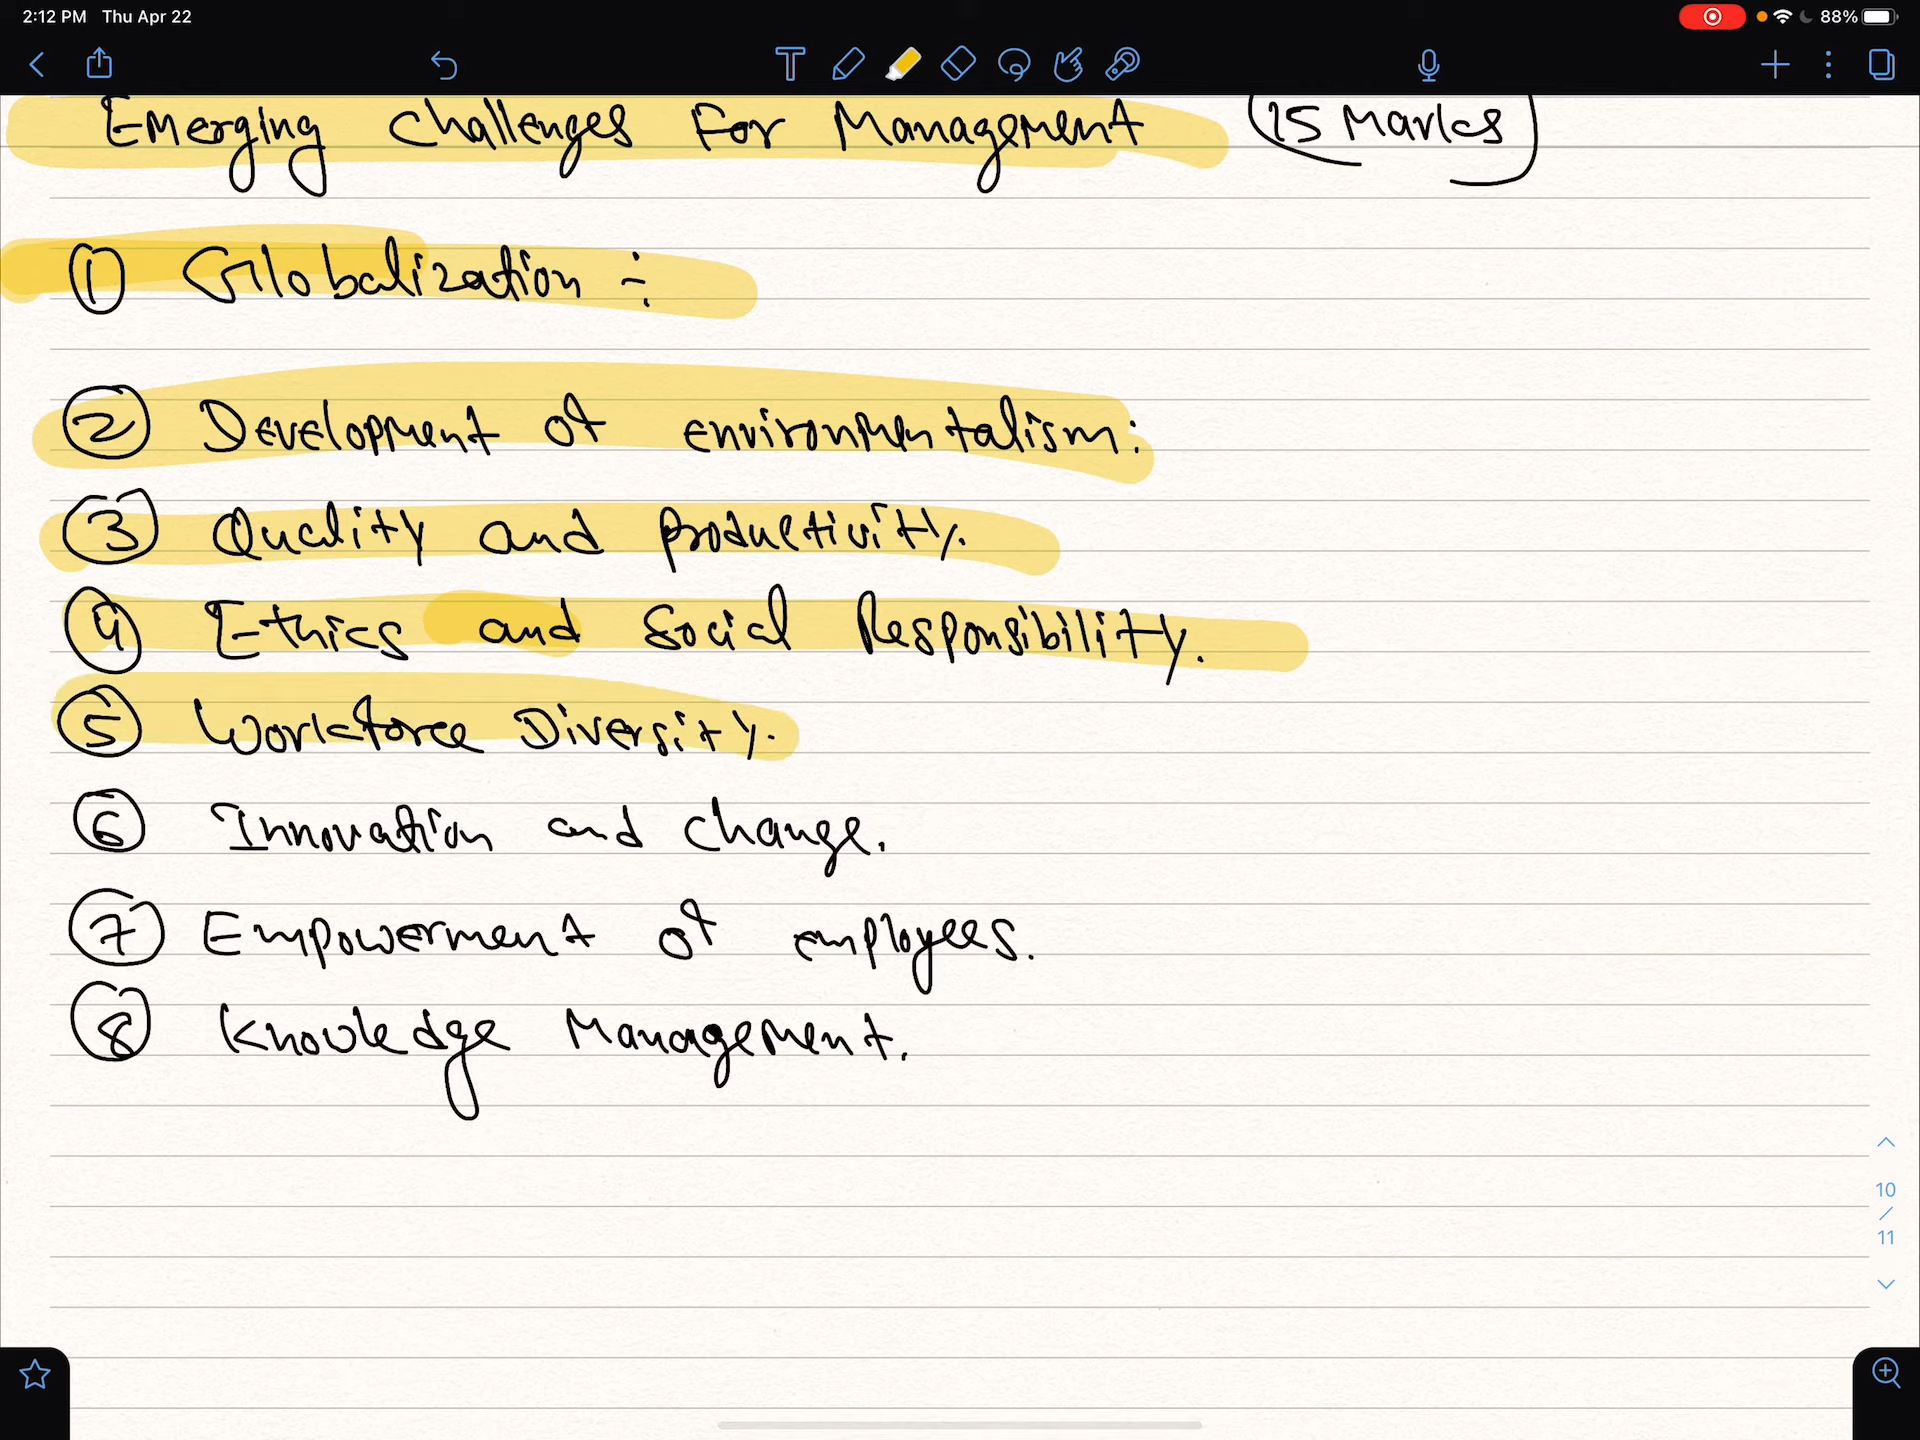 2:12 PM Thu Apr 22 88%
Emerging challenges For Management (15 Marks)
① Globalization ÷
② Development of environmentalism:
③ Quality and productivity.
④ Ethics and Social Responsibility.
⑤ Workforce Diversity.
⑥ Innovation and change.
⑦ Empowerment of employees.
⑧ Knowledge Management.
10
/
11